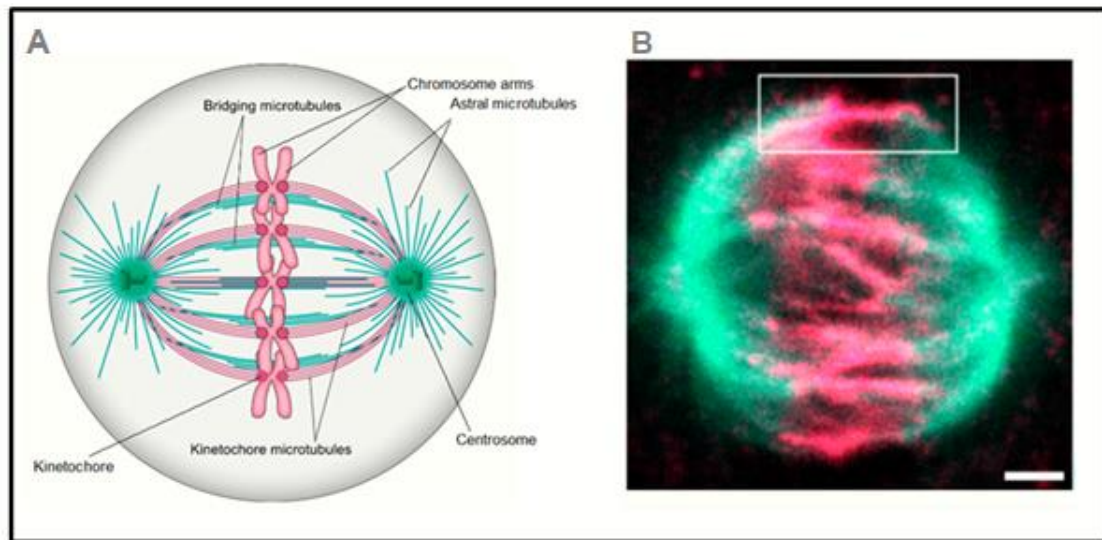 A
B
Chromosome arms
Astral microtubules
Bridging microtubules
Kinetochore microtubules
Centrosome
Kinetochore